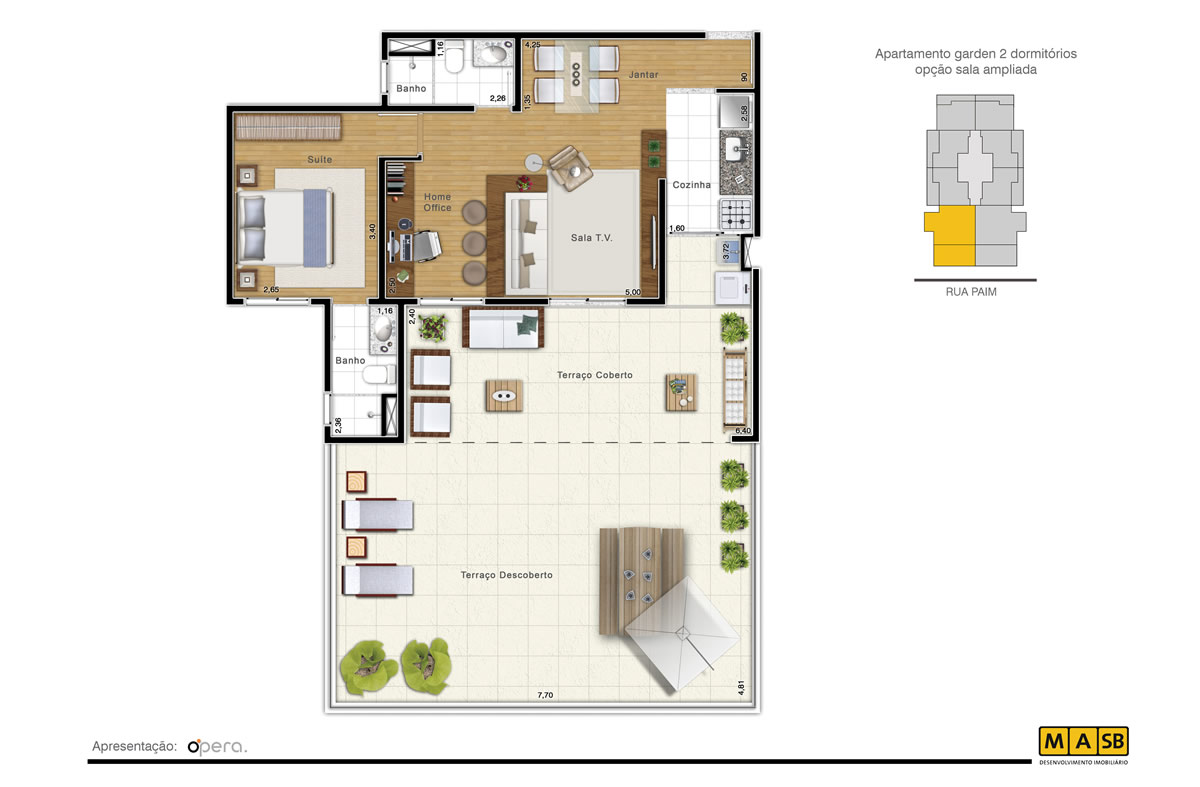 Apartamento garden 2 dormitórios
opção sala ampliada
RUA PAIM
1,16
Banho
2,26
4,25
Jantar
90
1,35
2,58
Suíte
Home
Office
Cozinha
3,40
Sala T.V.
1,60
3,72
2,65
2,50
5,00
1,16
2,40
Banho
Terraço Coberto
2,36
6,40
Terraço Descoberto
7,70
4,81
Apresentação: opera.
MASB
DESENVOLVIMENTO IMOBILIÁRIO